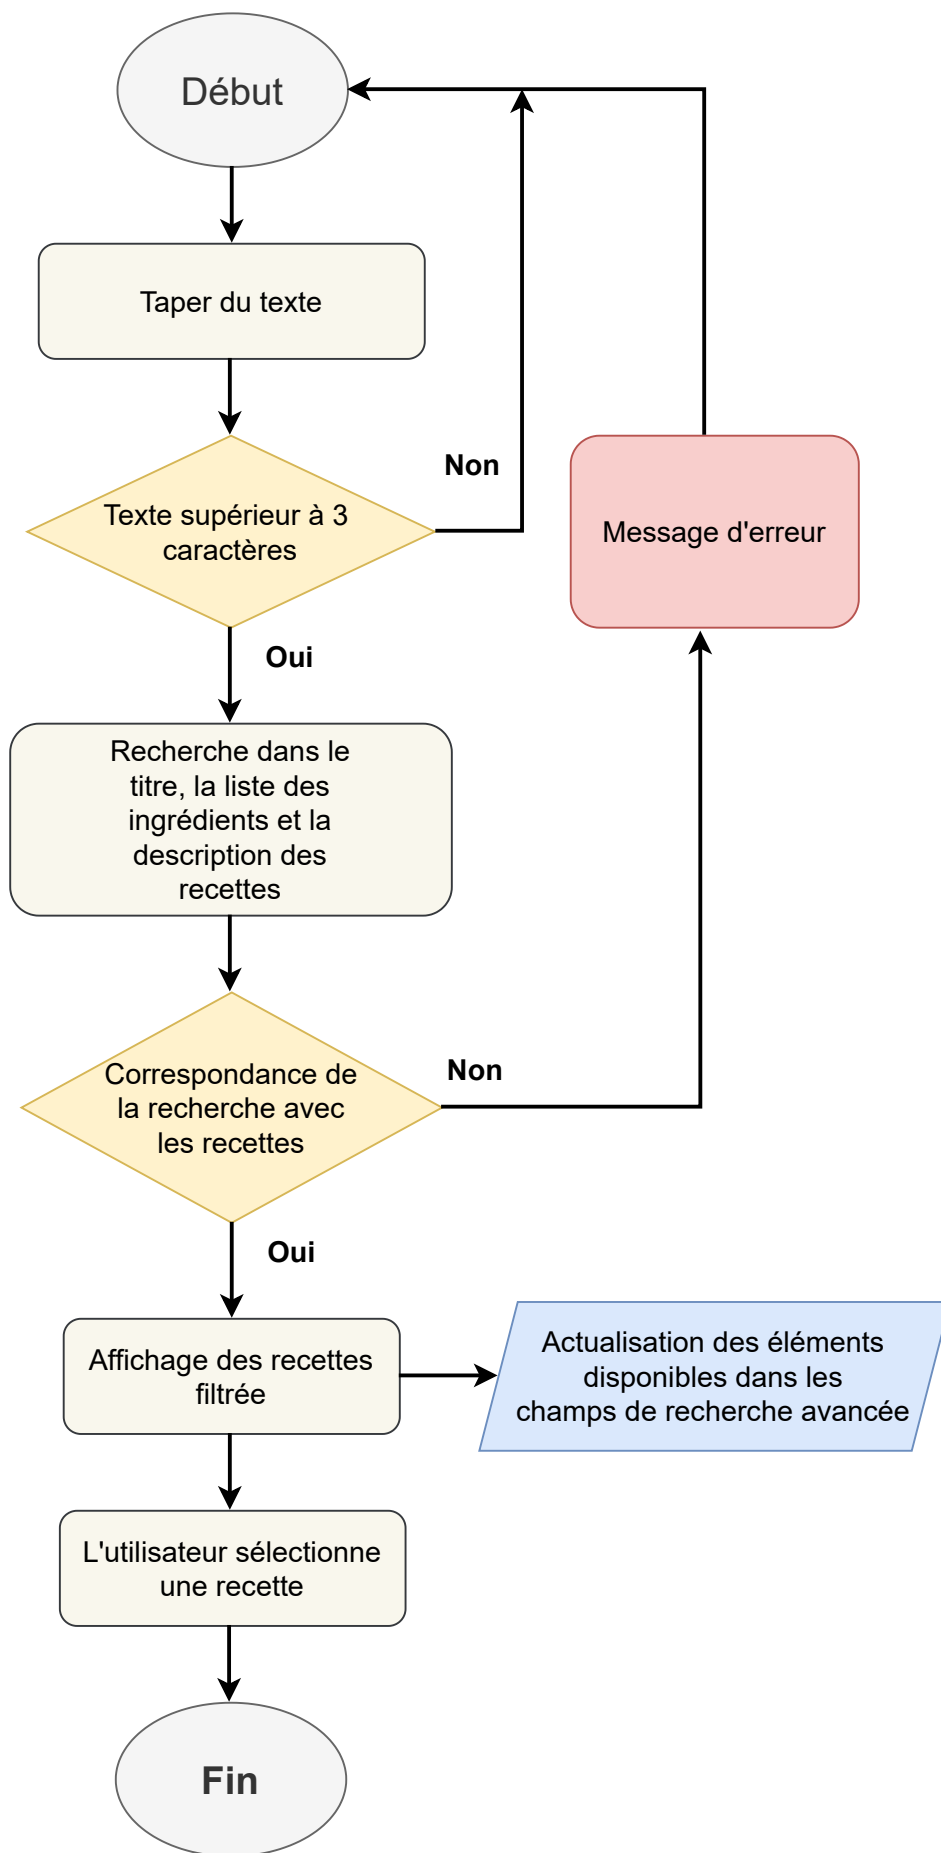 Début
Taper du texte
Non
Texte supérieur à 3
caractères
Message d'erreur
Oui
Recherche dans le
titre, la liste des
ingrédients et la
description des
recettes
Non
Correspondance de
la recherche avec
les recettes
Oui
Affichage des recettes
filtrée
Actualisation des éléments
disponibles dans les
champs de recherche avancée
L'utilisateur sélectionne
une recette
Fin